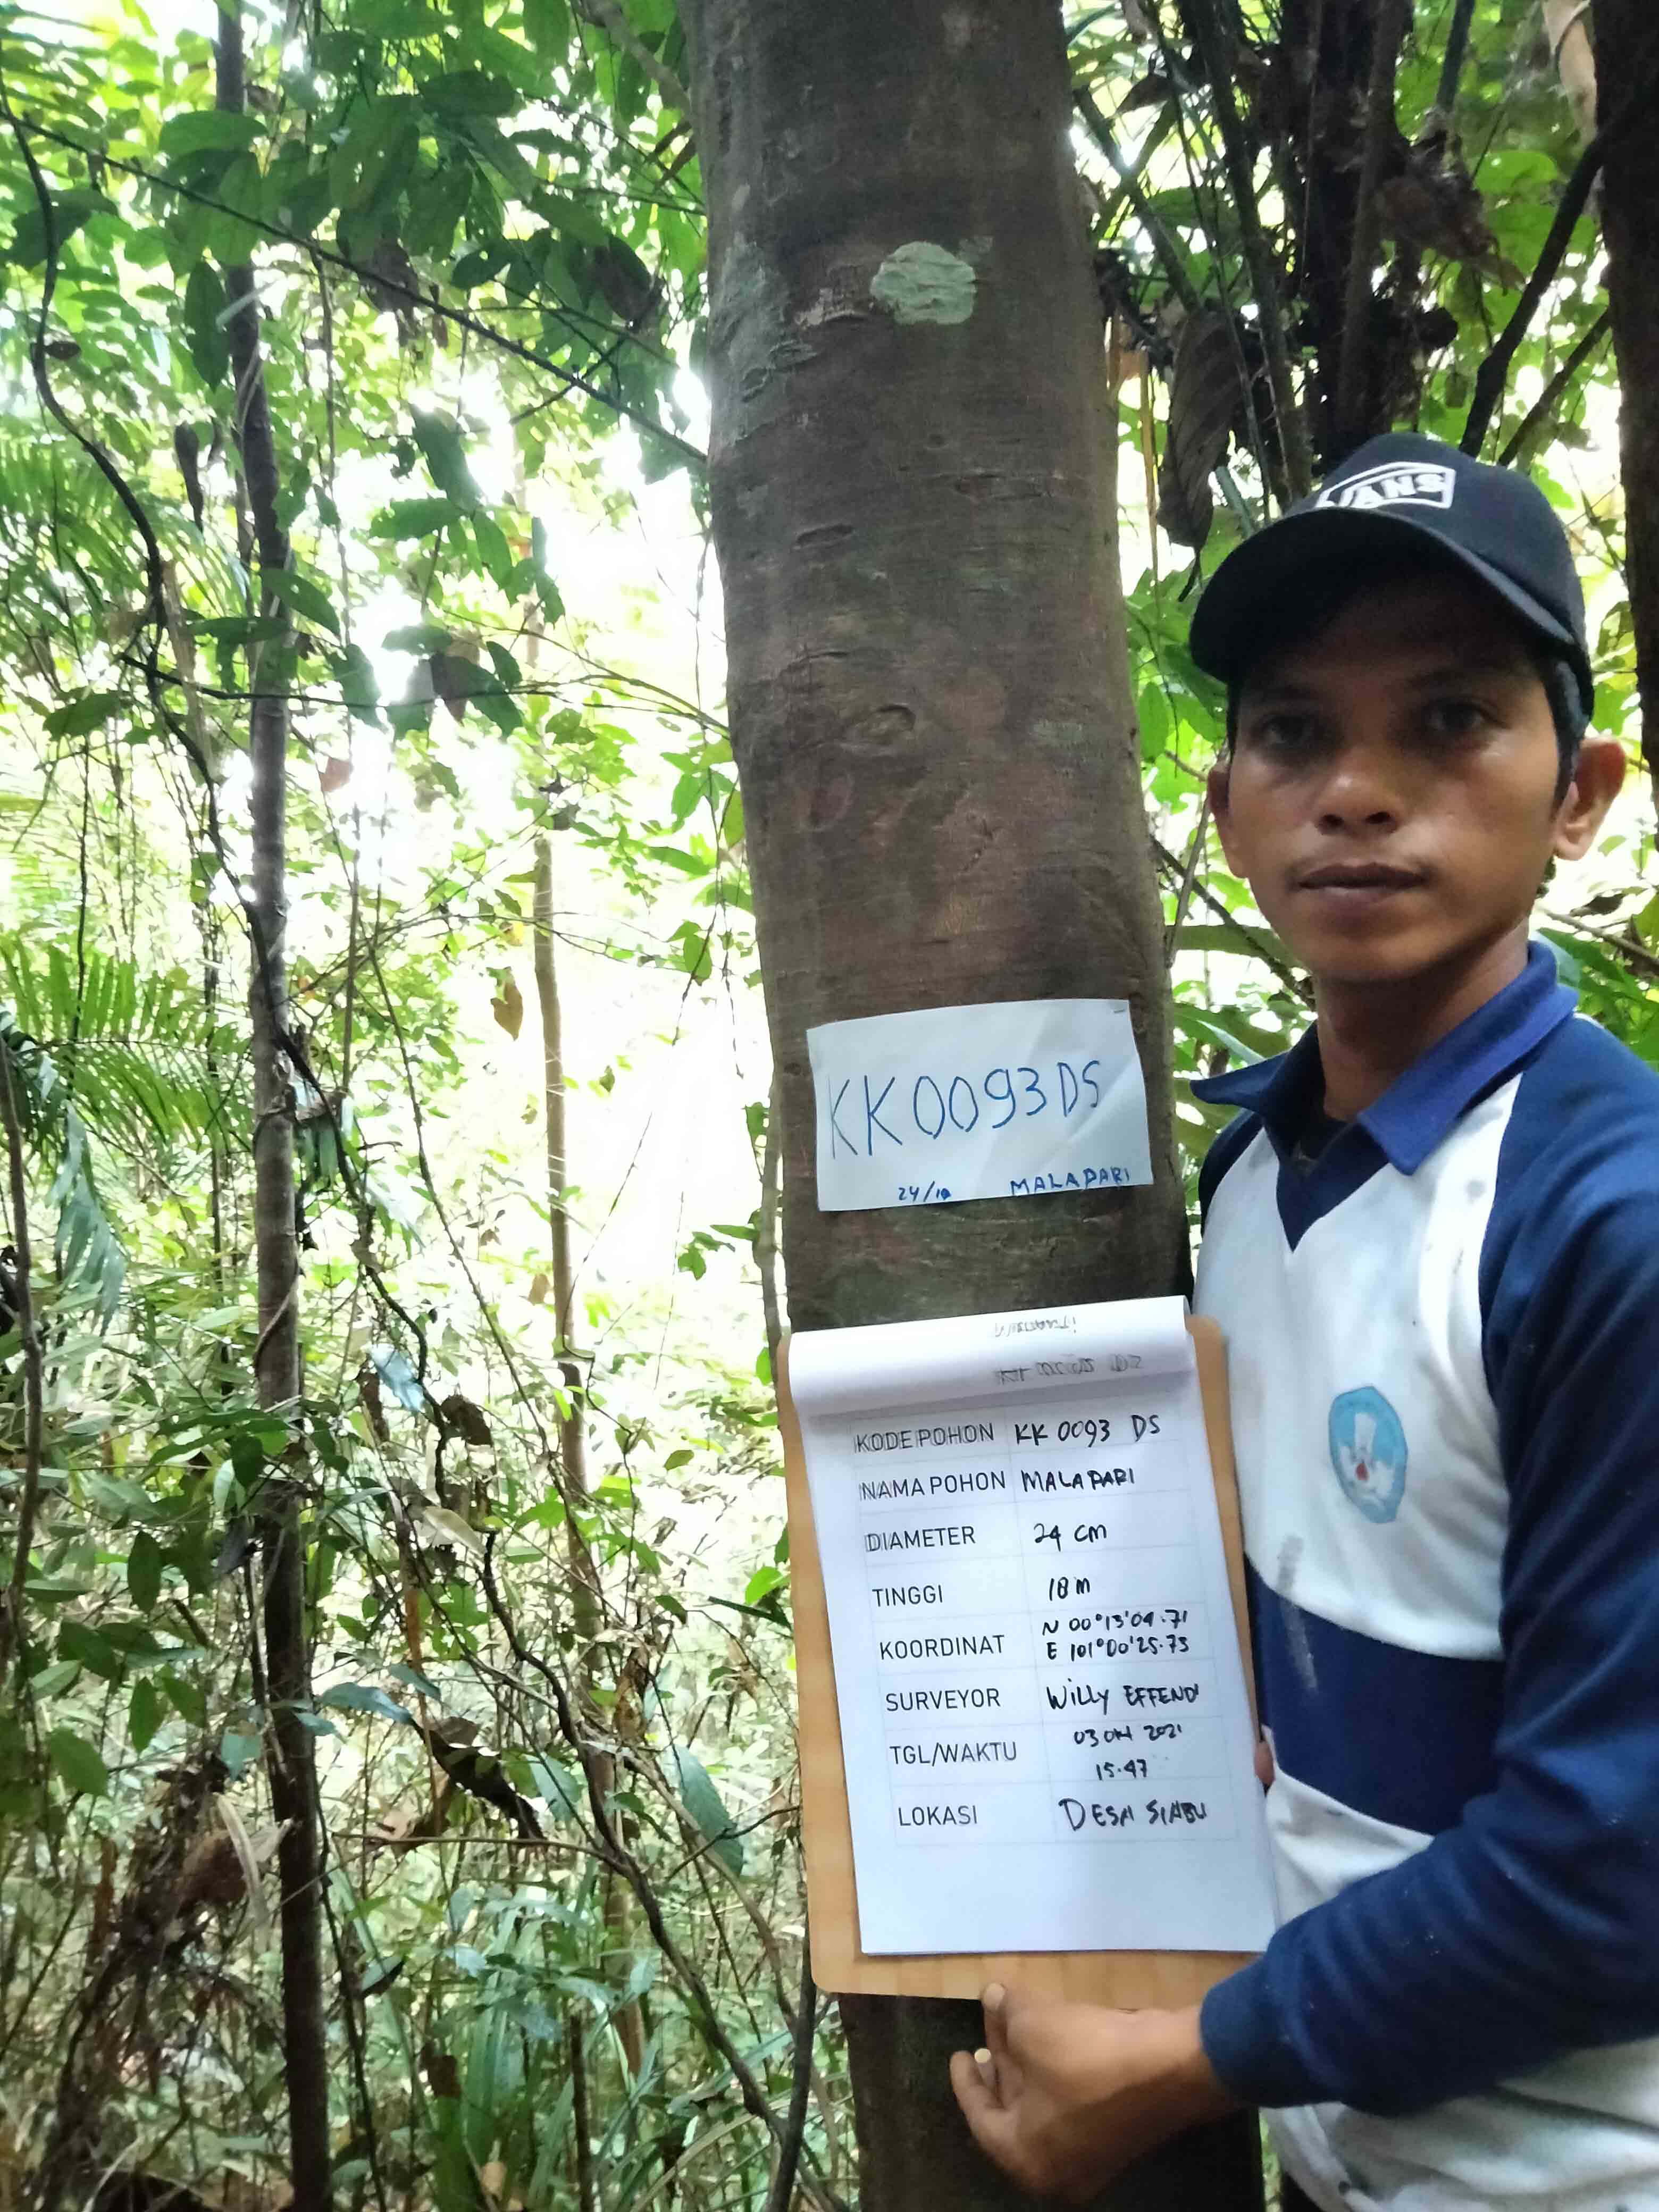 VANS
KK0093DS
24/10 MALAPARI
KODE POHON KK 0093 DS
NAMA POHON MALAPARI
DIAMETER 24 cm
TINGGI 18 m
KOORDINAT N 00°13'04.71
E 101°00'25.73
SURVEYOR WILLY EFFENDI
TGL/WAKTU 03 Okt 2021
15.47
LOKASI DESA SIABU